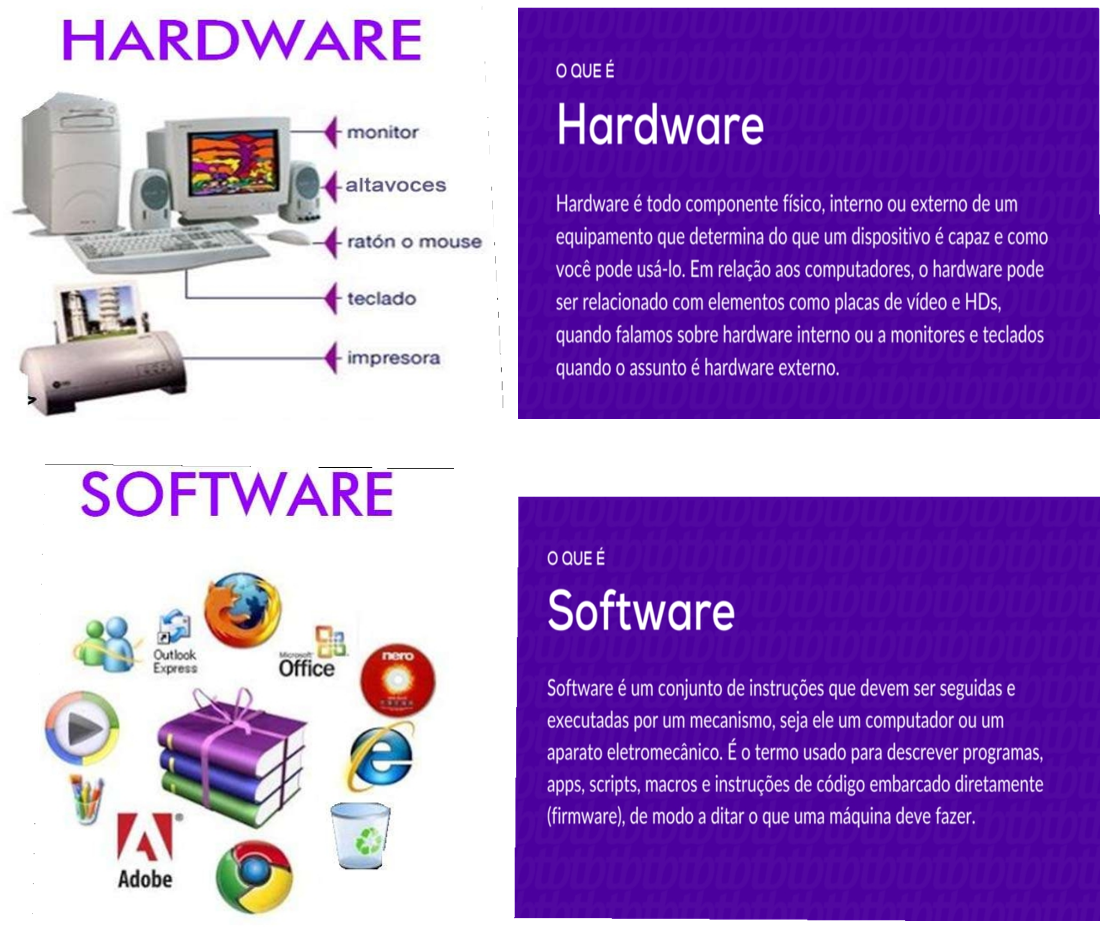 HARDWARE
monitor
altavoces
ratón o mouse
teclado
impresora
O QUE É
Hardware
Hardware é todo componente físico, interno ou externo de um
equipamento que determina do que um dispositivo é capaz e como
você pode usá-lo. Em relação aos computadores, o hardware pode
ser relacionado com elementos como placas de vídeo e HDs,
quando falamos sobre hardware interno ou a monitores e teclados
quando o assunto é hardware externo.
SOFTWARE
Outlook
Express
Microsoft
Office
nero
Adobe
O QUE É
Software
Software é um conjunto de instruções que devem ser seguidas e
executadas por um mecanismo, seja ele um computador ou um
aparato eletromecânico. É o termo usado para descrever programas,
apps, scripts, macros e instruções de código embarcado diretamente
(firmware), de modo a ditar o que uma máquina deve fazer.